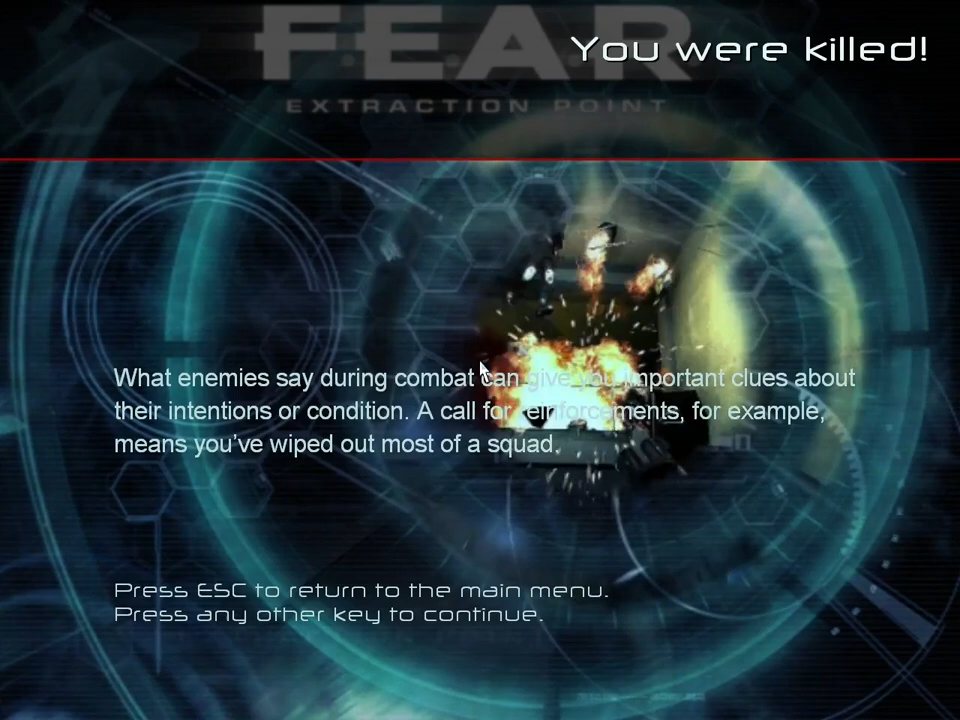 F.E.A.R
EXTRACTION POINT
You were killed!
What enemies say during combat can give you important clues about
their intentions or condition. A call for reinforcements, for example,
means you've wiped out most of a squad.
Press ESC to return to the main menu.
Press any other key to continue.